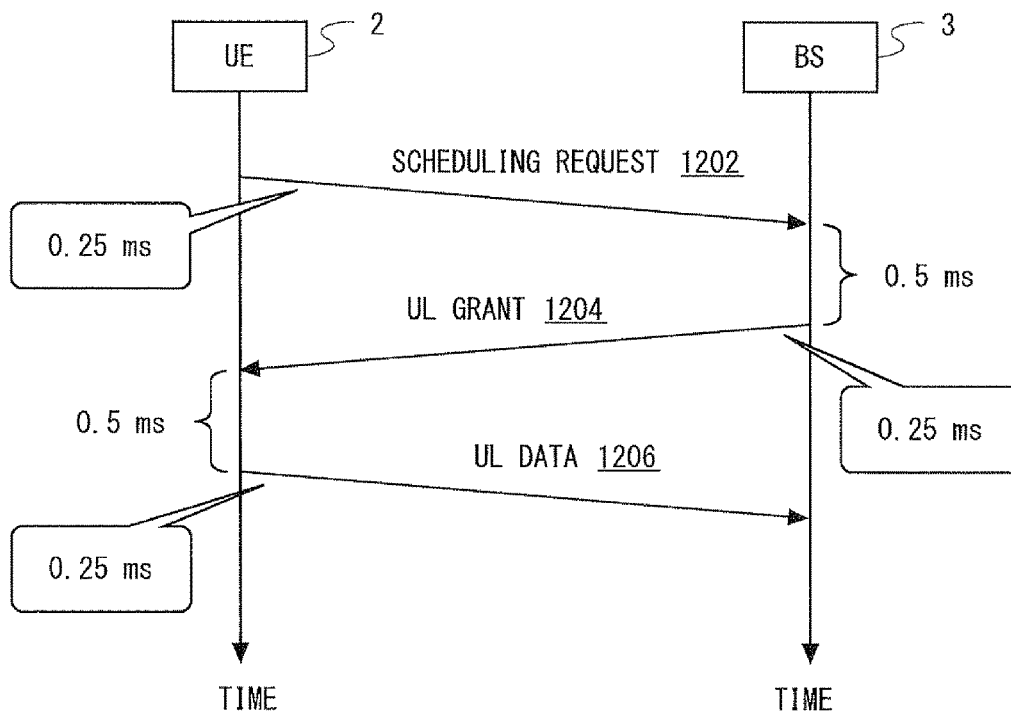 UE
2
BS
3
SCHEDULING REQUEST 1202
0.25 ms
0.5 ms
UL GRANT 1204
0.5 ms
0.25 ms
UL DATA 1206
0.25 ms
TIME
TIME